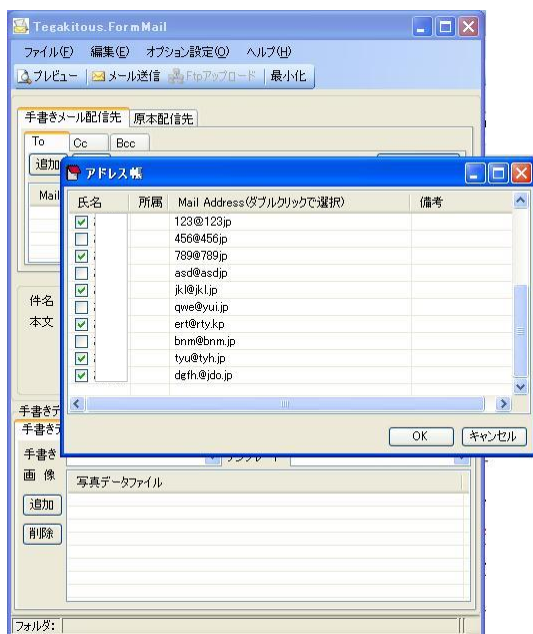 Tegakitous.FormMail
ファイル(F) 編集(E) オプション設定(O) ヘルプ(H)
プレビュー メール送信 Ftpアップロード 最小化
手書きメール配信先 原本配信先
To Cc Bcc
追加
アドレス帳
Mail
氏名 所属 Mail Address(ダブルクリックで選択) 備考
123@123jp
456@456jp
789@789jp
asd@asdjp
jkl@jkl.jp
qwe@yui.jp
ert@rty.kp
bnm@bnm.jp
tyu@tyh.jp
dgfh.@jdo.jp
件名
本文
OK キャンセル
手書き
画 像
写真データファイル
追加
削除
フォルダ: